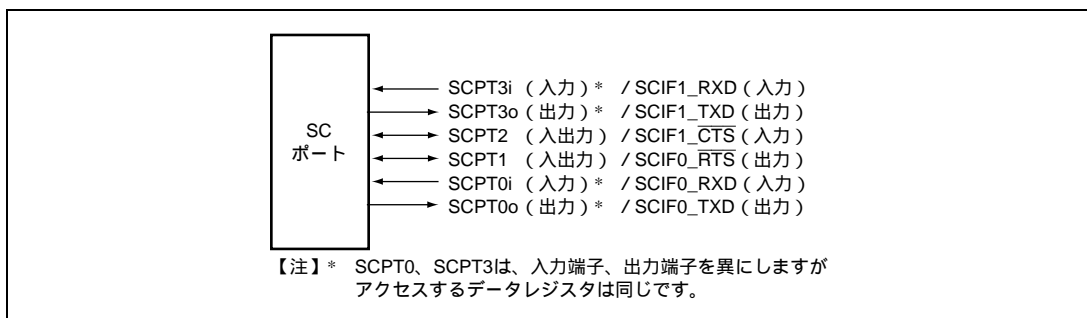 SC
ポート
SCPT3i （入力）* / SCIF1_RXD（入力）
SCPT3o（出力）* / SCIF1_TXD（出力）
SCPT2 （入出力） / SCIF1_CTS（入力）
SCPT1 （入出力） / SCIF0_RTS（出力）
SCPT0i （入力）* / SCIF0_RXD（入力）
SCPT0o（出力）* / SCIF0_TXD（出力）
【注】* SCPT0、SCPT3は、入力端子、出力端子を異にしますが
アクセスするデータレジスタは同じです。